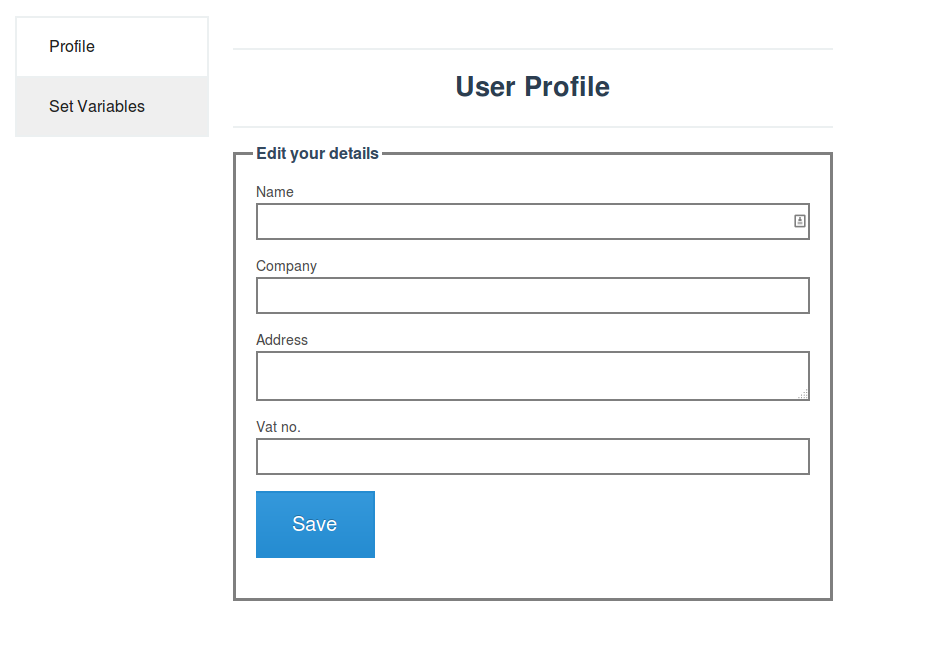 Profile
Set Variables
User Profile
Edit your details
Name
Company
Address
Vat no.
Save